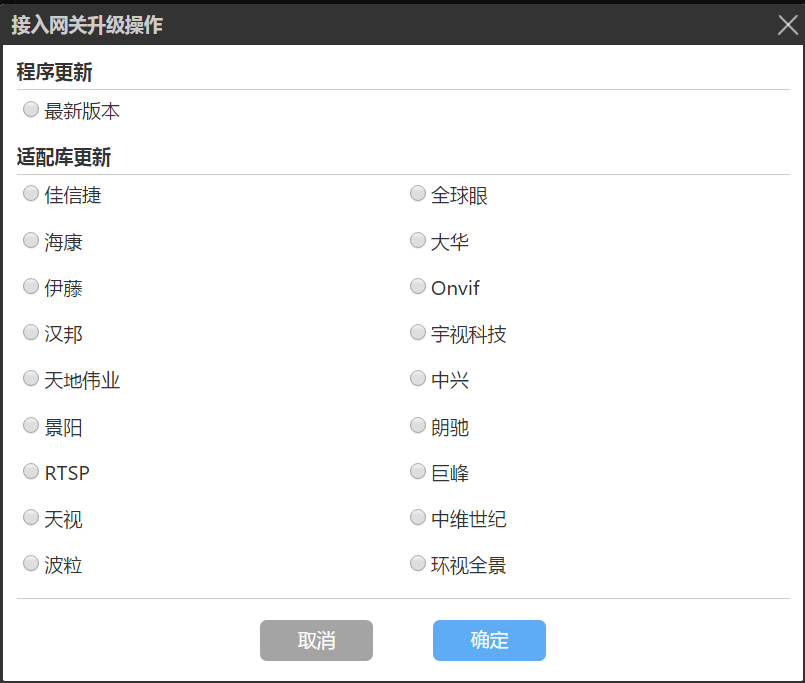 接入网关升级操作
程序更新
最新版本
适配库更新
佳信捷 全球眼
海康 大华
伊藤 Onvif
汉邦 宇视科技
天地伟业 中兴
景阳 朗驰
RTSP 巨峰
天视 中维世纪
波粒 环视全景
取消 确定